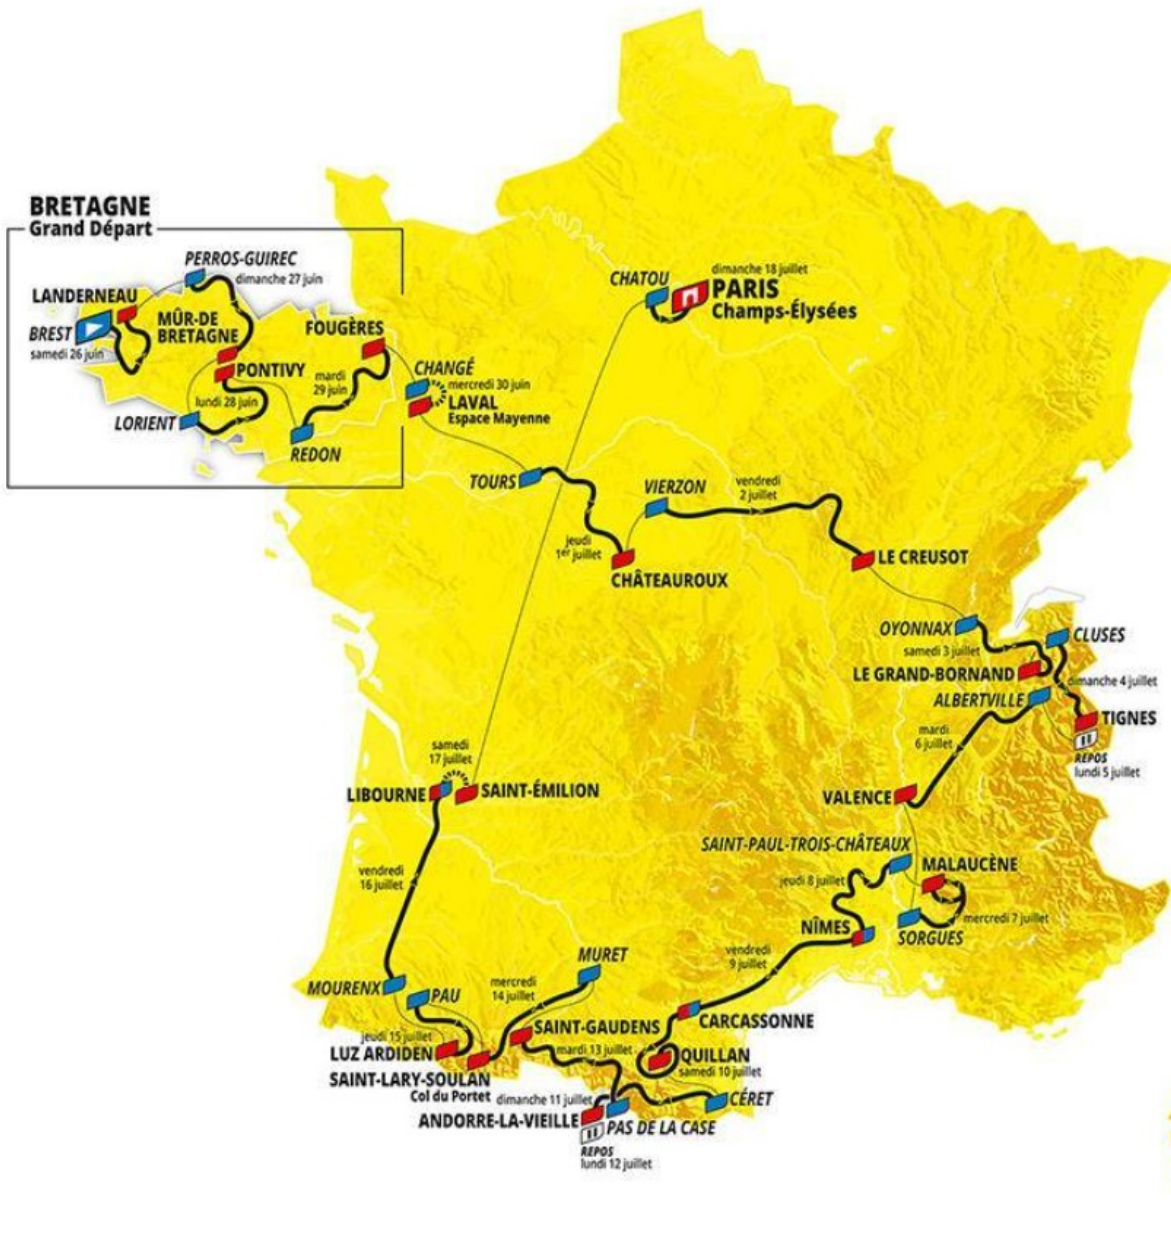 BRETAGNE
Grand Départ
PERROS-GUIREC
dimanche 27 juin
LANDERNEAU
BREST
samedi 26 juin
MÛR-DE
BRETAGNE
FOUGÈRES
PONTIVY
mardi
29 juin
lundi 28 juin
LORIENT
REDON
CHANGÉ
mercredi 30 juin
LAVAL
Espace Mayenne
CHATOU
dimanche 18 juillet
PARIS
Champs-Élysées
TOURS
VIERZON
vendredi
2 juillet
jeudi
1er juillet
CHÂTEAUROUX
LE CREUSOT
OYONNAX
samedi 3 juillet
CLUSES
LE GRAND-BORNAND
dimanche 4 juillet
ALBERTVILLE
TIGNES
REPOS
lundi 5 juillet
mardi
6 juillet
VALENCE
samedi
17 juillet
LIBOURNE
SAINT-ÉMILION
SAINT-PAUL-TROIS-CHÂTEAUX
MALAUCÈNE
jeudi 8 juillet
mercredi 7 juillet
SORGUES
NÎMES
vendredi
16 juillet
vendredi
9 juillet
MURET
mercredi
14 juillet
MOURENX
PAU
CARCASSONNE
SAINT-GAUDENS
jeudi 15 juillet
LUZ ARDIDEN
mardi 13 juillet
QUILLAN
samedi 10 juillet
SAINT-LARY-SOULAN
Col du Portet
dimanche 11 juillet
CÉRET
ANDORRE-LA-VIEILLE
PAS DE LA CASE
REPOS
lundi 12 juillet